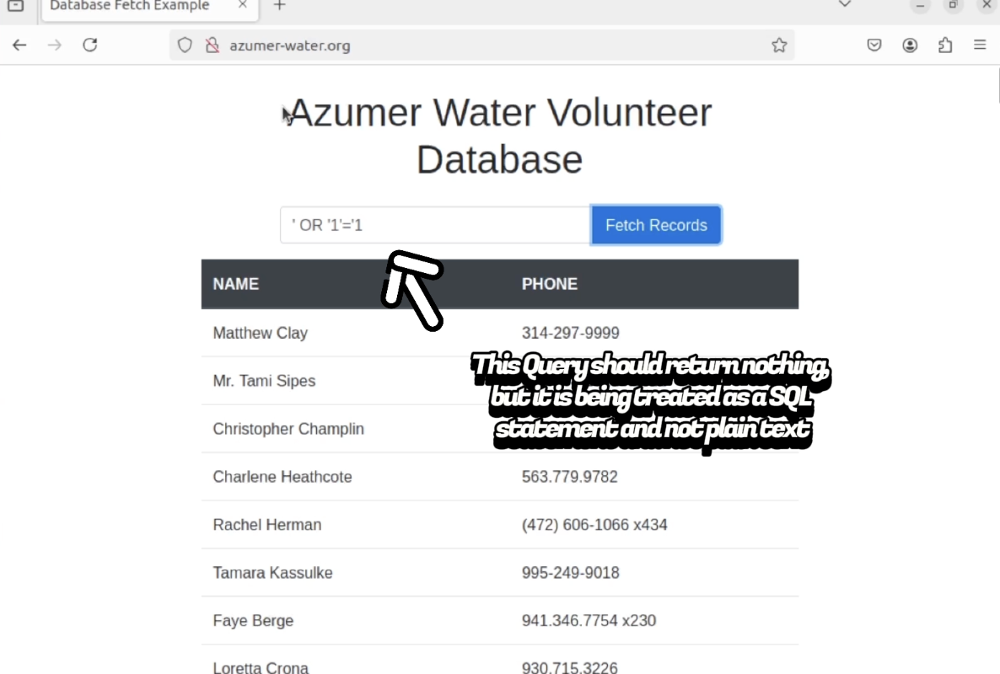 Database Fetch Example
azumer-water.org
Azumer Water Volunteer
Database
' OR '1'='1
Fetch Records
NAME PHONE
Matthew Clay 314-297-9999
Mr. Tami Sipes
Christopher Champlin
This Query should return nothing,
but it is being treated as a SQL
statement and not plain text
Charlene Heathcote 563.779.9782
Rachel Herman (472) 606-1066 x434
Tamara Kassulke 995-249-9018
Faye Berge 941.346.7754 x230
Loretta Crona 930.715.3226